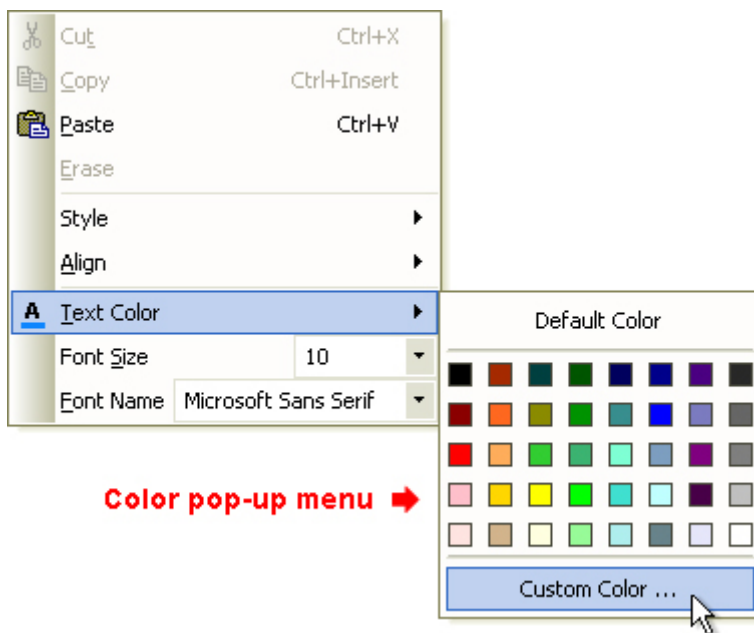 Cut Ctrl+X
Copy Ctrl+Insert
Paste Ctrl+V
Erase
Style
Align
A Text Color
Default Color
Font Size 10
Font Name Microsoft Sans Serif
Color pop-up menu
Custom Color ...